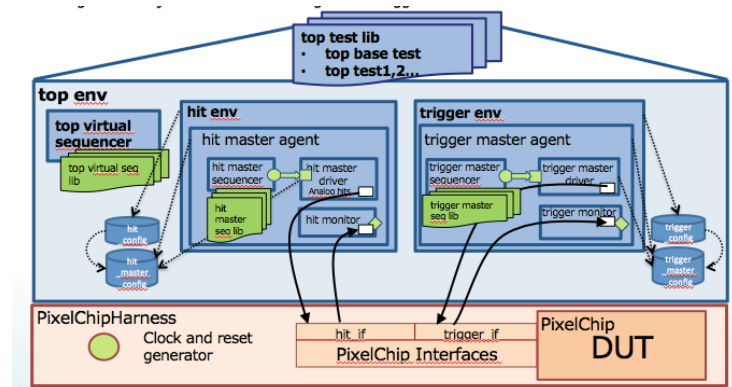 top test lib
• top base test
• top test1,2...
top env
top virtual
sequencer
top virtual seq
lib
hit
config
hit
_master
config
hit env
hit master agent
hit master
sequencer
hit master
driver
Analog hits
hit
master
seq lib
hit monitor
trigger env
trigger master agent
trigger master
sequencer
trigger master
driver
trigger master
seq lib
trigger monitor
trigger
config
trigger
_master
config
PixelChipHarness
Clock and reset
generator
hit_if
trigger_if
PixelChip Interfaces
PixelChip
DUT